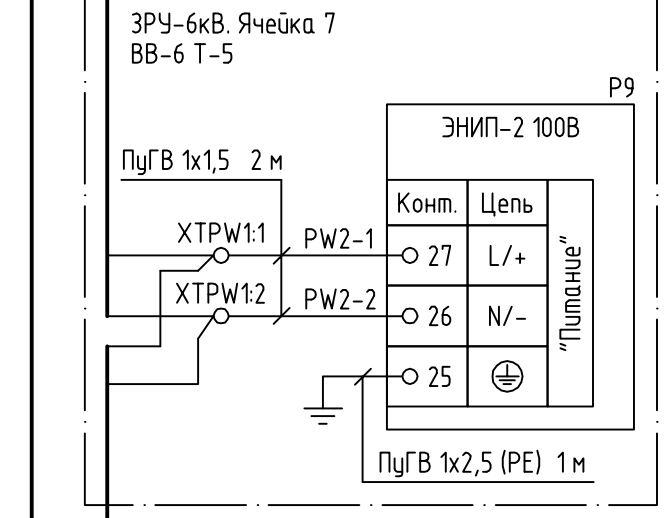 ЗРУ-6кВ. Ячейка 7
ВВ-6 Т-5
Р9
ЭНИП-2 100В
ПуГВ 1х1,5 2 м
Конт. Цепь
XTPW1:1 PW2-1 27 L/+
XTPW1:2 PW2-2 26 N/-
25
"Питание"
ПуГВ 1х2,5 (РЕ) 1 м